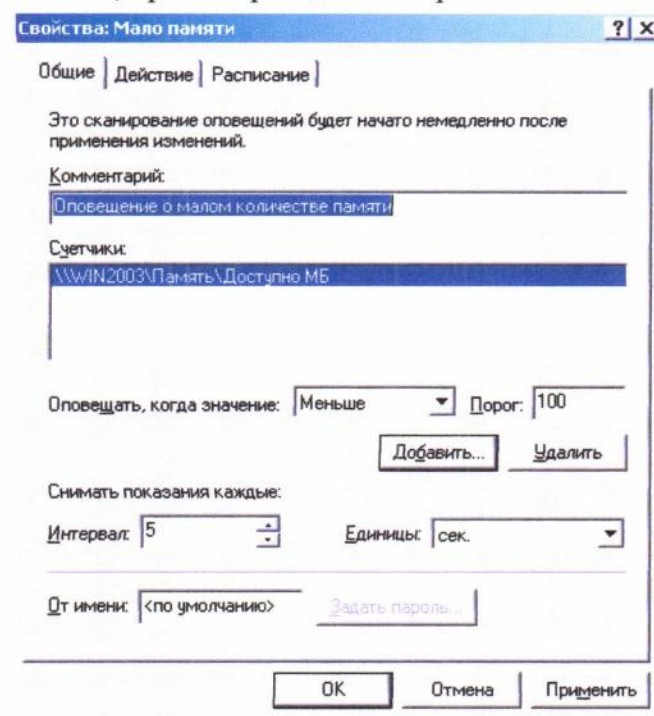 Свойства: Мало памяти ? ×
Общие Действие Расписание
Это сканирование оповещений будет начато немедленно после
применения изменений.
Комментарий:
Оповещение о малом количестве памяти
Счетчики:
\\WIN2003\Память\Доступно МБ
Оповещать, когда значение: Меньше Порог: 100
Добавить... Удалить
Снимать показания каждые:
Интервал: 5 Единицы: сек.
От имени: <по умолчанию> Задать пароль...
ОК Отмена Применить